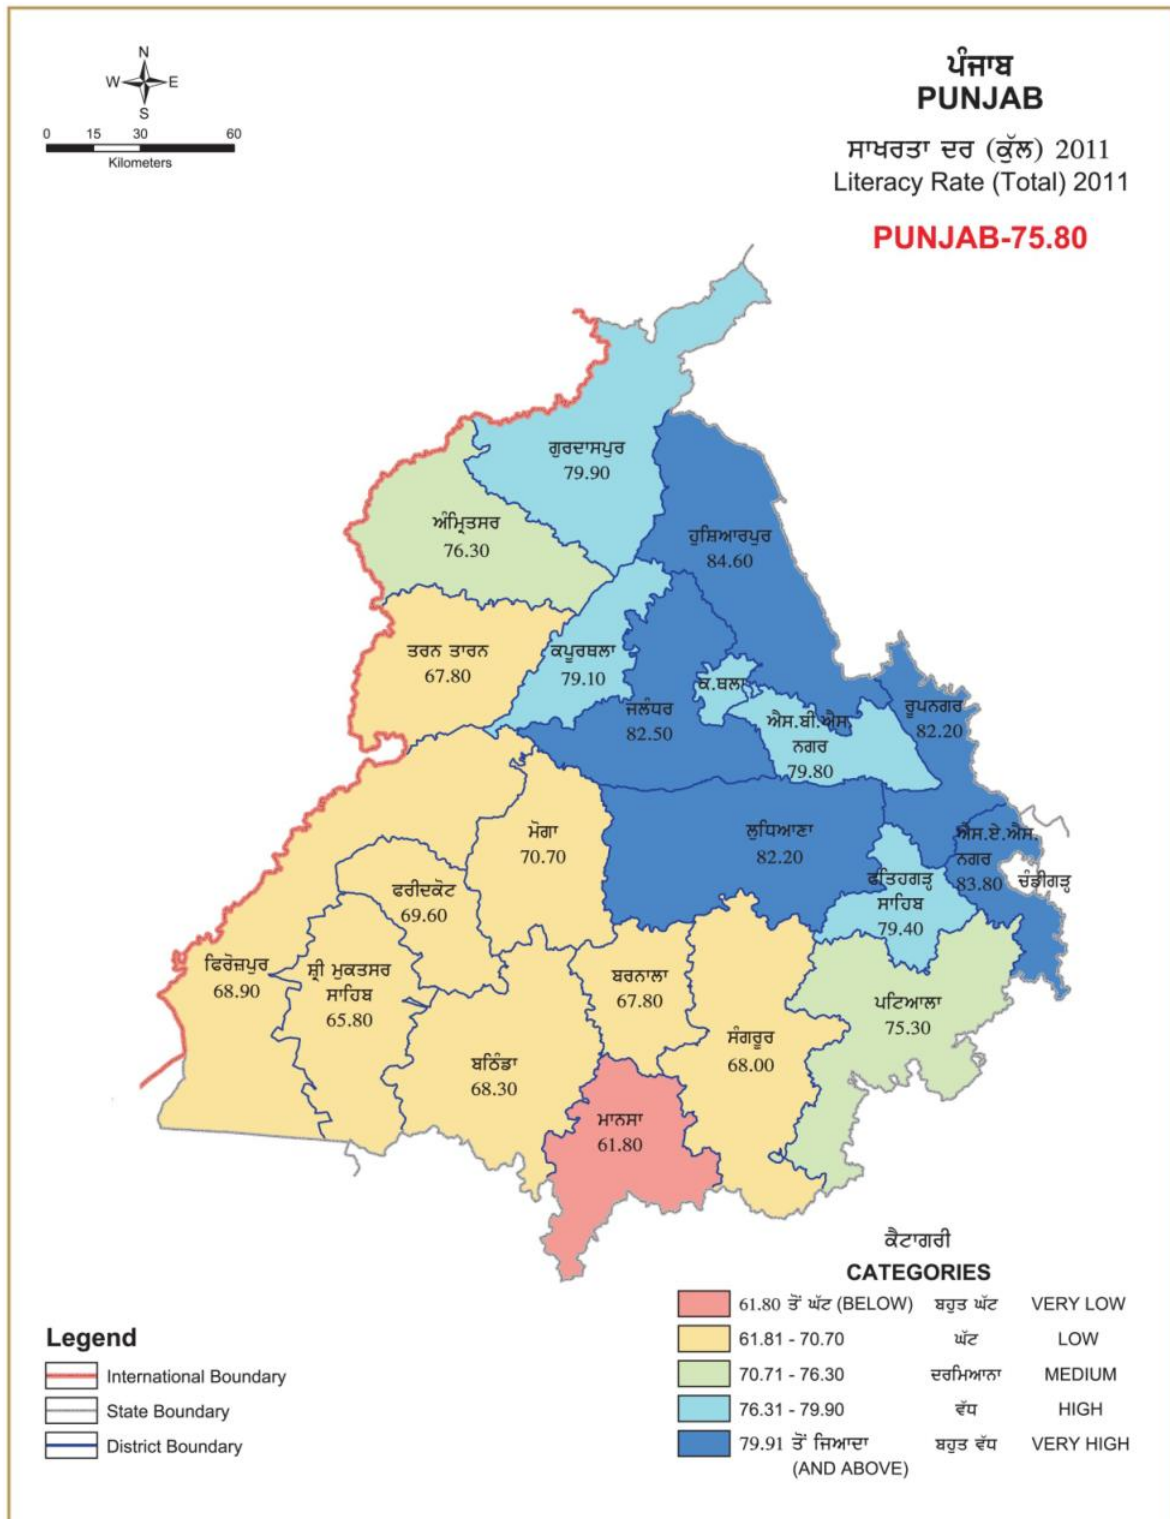 N
W E
S
0 15 30 60
Kilometers
ਪੰਜਾਬ
PUNJAB
ਸਾਖਰਤਾ ਦਰ (ਕੁੱਲ) 2011
Literacy Rate (Total) 2011
PUNJAB-75.80
ਗੁਰਦਾਸਪੁਰ
79.90
ਅੰਮ੍ਰਿਤਸਰ
76.30
ਹੁਸ਼ਿਆਰਪੁਰ
84.60
ਤਰਨ ਤਾਰਨ
67.80
ਕਪੂਰਥਲਾ
79.10
ਕ.ਥਲਾ
ਜਲੰਧਰ
82.50
ਐਸ.ਬੀ.ਐਸ.
ਨਗਰ
79.80
ਰੂਪਨਗਰ
82.20
ਮੋਗਾ
70.70
ਲੁਧਿਆਣਾ
82.20
ਐਸ.ਏ.ਐਸ.
ਨਗਰ
83.80
ਚੰਡੀਗੜ੍ਹ
ਫਤਿਹਗੜ੍ਹ
ਸਾਹਿਬ
79.40
ਫਰੀਦਕੋਟ
69.60
ਫਿਰੋਜ਼ਪੁਰ
68.90
ਸ਼੍ਰੀ ਮੁਕਤਸਰ
ਸਾਹਿਬ
65.80
ਬਰਨਾਲਾ
67.80
ਪਟਿਆਲਾ
75.30
ਸੰਗਰੂਰ
68.00
ਬਠਿੰਡਾ
68.30
ਮਾਨਸਾ
61.80
ਕੈਟਾਗਰੀ
CATEGORIES
61.80 ਤੋਂ ਘੱਟ (BELOW) ਬਹੁਤ ਘੱਟ VERY LOW
61.81 - 70.70 ਘੱਟ LOW
70.71 - 76.30 ਦਰਮਿਆਨਾ MEDIUM
76.31 - 79.90 ਵੱਧ HIGH
79.91 ਤੋਂ ਜਿਆਦਾ ਬਹੁਤ ਵੱਧ VERY HIGH
(AND ABOVE)
Legend
International Boundary
State Boundary
District Boundary